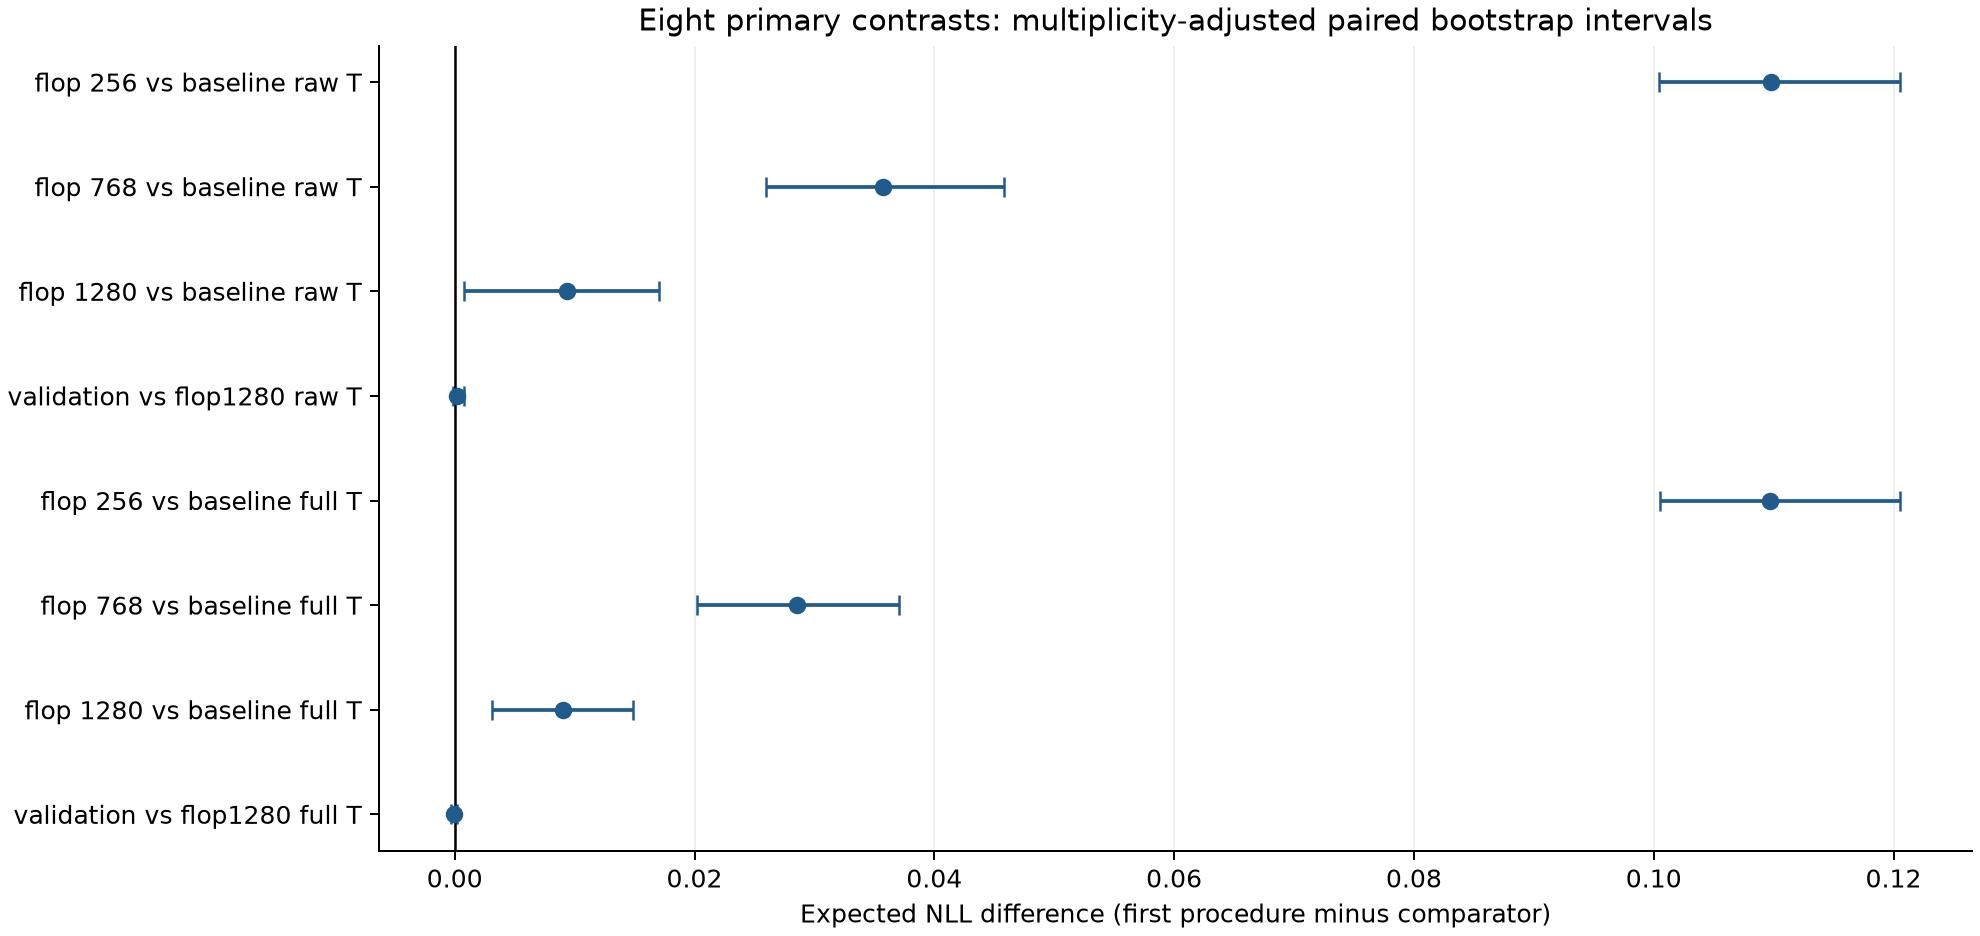 Eight primary contrasts: multiplicity-adjusted paired bootstrap intervals
flop 256 vs baseline raw T
flop 768 vs baseline raw T
flop 1280 vs baseline raw T
validation vs flop1280 raw T
flop 256 vs baseline full T
flop 768 vs baseline full T
flop 1280 vs baseline full T
validation vs flop1280 full T
0.00 0.02 0.04 0.06 0.08 0.10 0.12
Expected NLL difference (first procedure minus comparator)